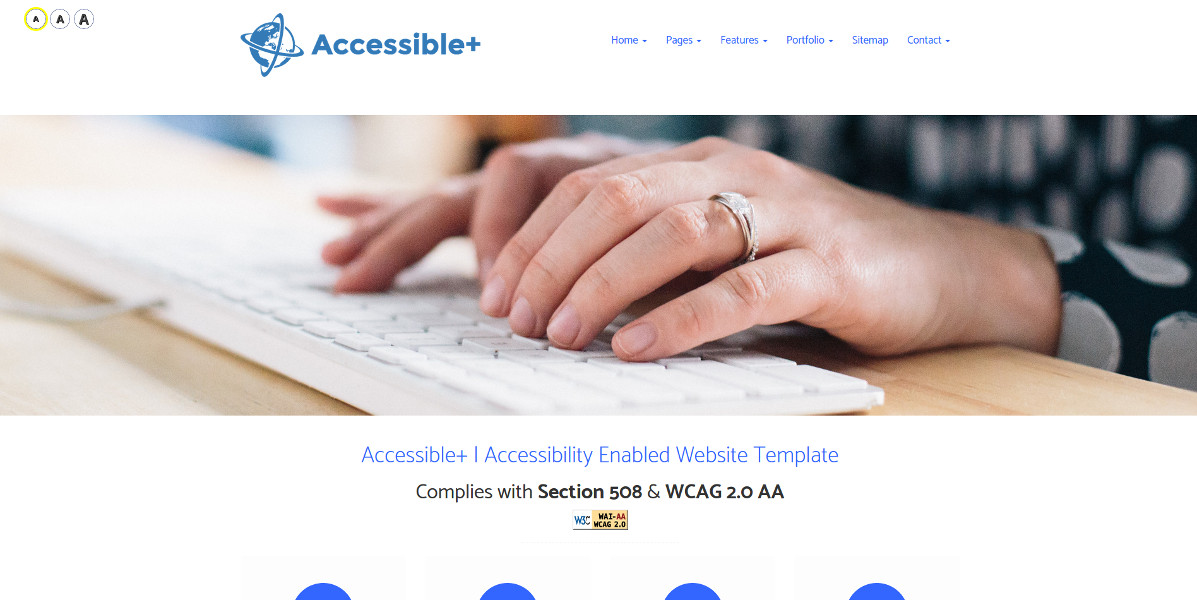 A A A
Accessible+
Home Pages Features Portfolio Sitemap Contact
Accessible+ | Accessibility Enabled Website Template
Complies with Section 508 & WCAG 2.0 AA
W3C WAI-AA
WCAG 2.0